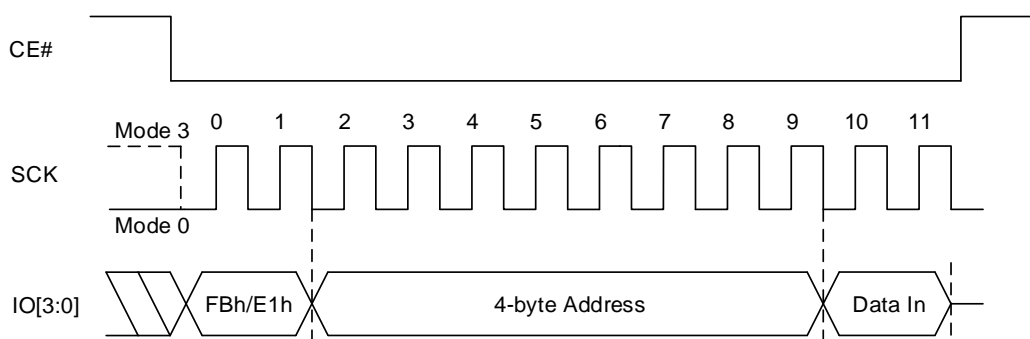 CE#
Mode 3 0 1 2 3 4 5 6 7 8 9 10 11
SCK
Mode 0
IO[3:0] FBh/E1h 4-byte Address Data In